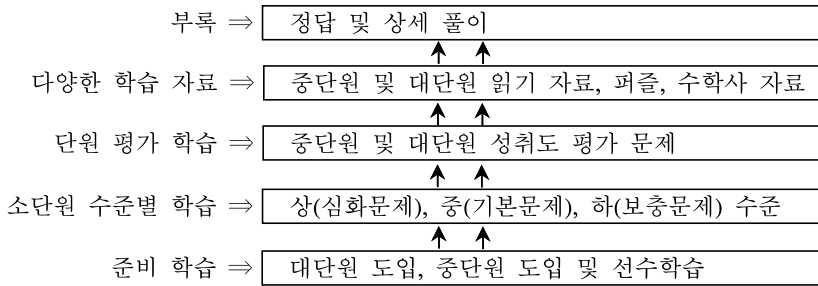 부록 ⇒ 정답 및 상세 풀이
다양한 학습 자료 ⇒ 중단원 및 대단원 읽기 자료, 퍼즐, 수학사 자료
단원 평가 학습 ⇒ 중단원 및 대단원 성취도 평가 문제
소단원 수준별 학습 ⇒ 상(심화문제), 중(기본문제), 하(보충문제) 수준
준비 학습 ⇒ 대단원 도입, 중단원 도입 및 선수학습